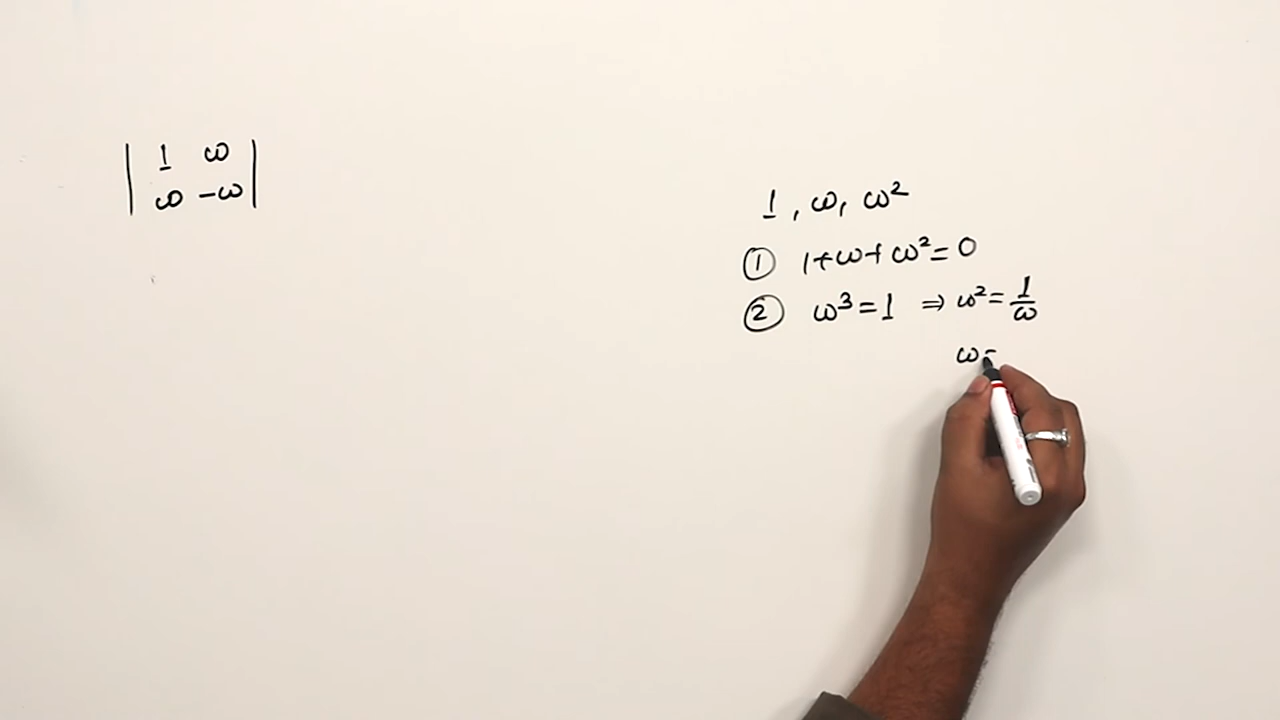 | 1 ω |
| ω -ω |
1, ω, ω²
① 1+ω+ω²=0
② ω³=1 ⇒ ω²=1/ω
ω=